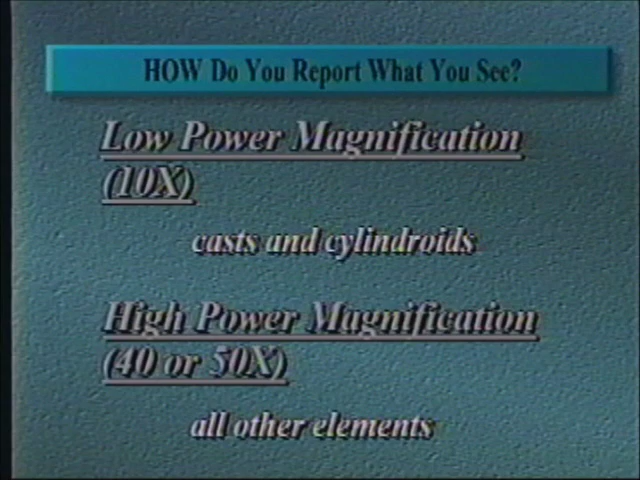 HOW Do You Report What You See?
Low Power Magnification
(10X)
casts and cylindroids
High Power Magnification
(40 or 50X)
all other elements